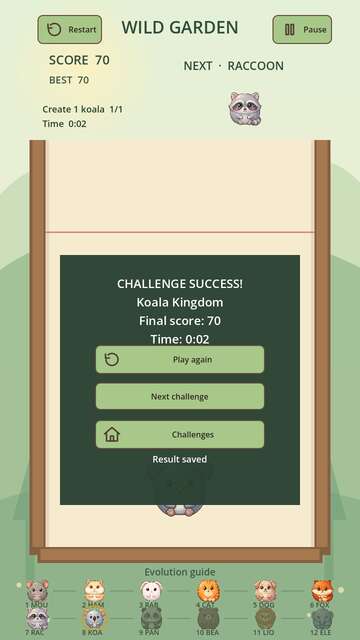 Restart
WILD GARDEN
Pause
SCORE 70
BEST 70
NEXT · RACCOON
Create 1 koala 1/1
Time 0:02
CHALLENGE SUCCESS!
Koala Kingdom
Final score: 70
Time: 0:02
Play again
Next challenge
Challenges
Result saved
Evolution guide
1 MOU 2 HAM 3 RAB 4 CAT 5 DOG 6 FOX
7 RAC 8 KOA 9 PAN 10 BEA 11 LIO 12 ELE